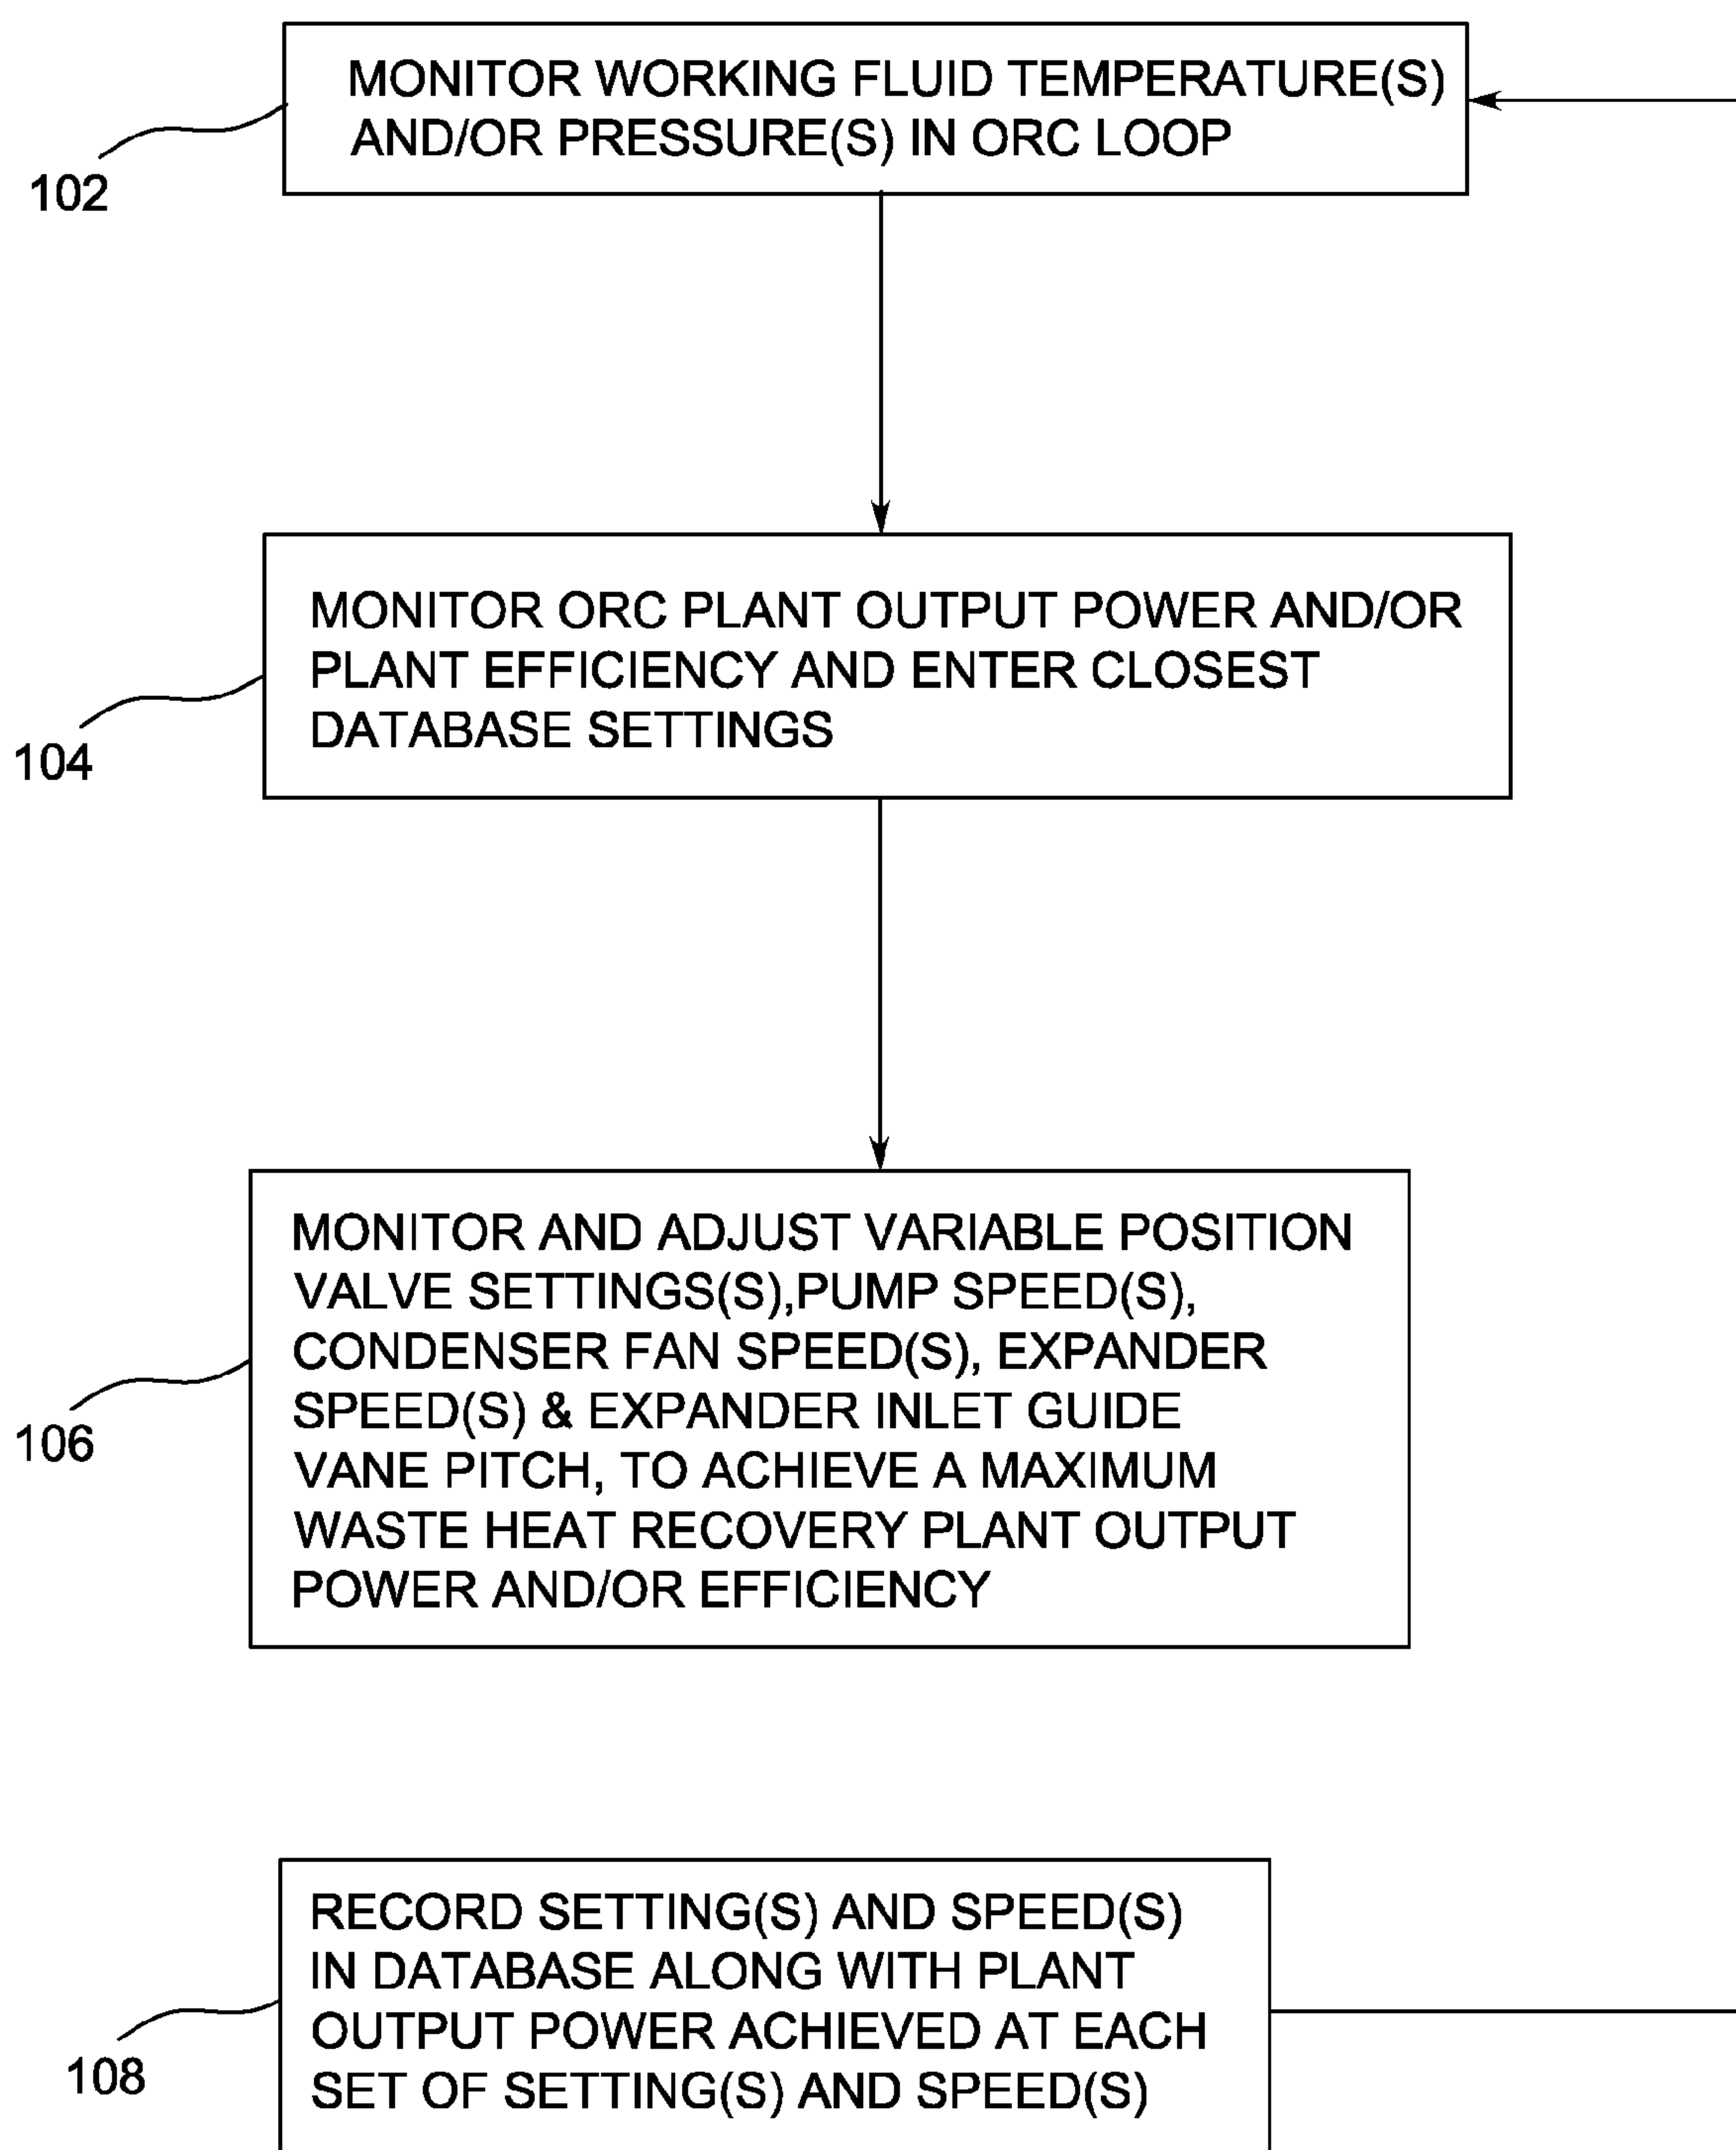 MONITOR WORKING FLUID TEMPERATURE(S)
AND/OR PRESSURE(S) IN ORC LOOP
102
MONITOR ORC PLANT OUTPUT POWER AND/OR
PLANT EFFICIENCY AND ENTER CLOSEST
DATABASE SETTINGS
104
MONITOR AND ADJUST VARIABLE POSITION
VALVE SETTINGS(S),PUMP SPEED(S),
CONDENSER FAN SPEED(S), EXPANDER
SPEED(S) & EXPANDER INLET GUIDE
VANE PITCH, TO ACHIEVE A MAXIMUM
WASTE HEAT RECOVERY PLANT OUTPUT
POWER AND/OR EFFICIENCY
106
RECORD SETTING(S) AND SPEED(S)
IN DATABASE ALONG WITH PLANT
OUTPUT POWER ACHIEVED AT EACH
SET OF SETTING(S) AND SPEED(S)
108